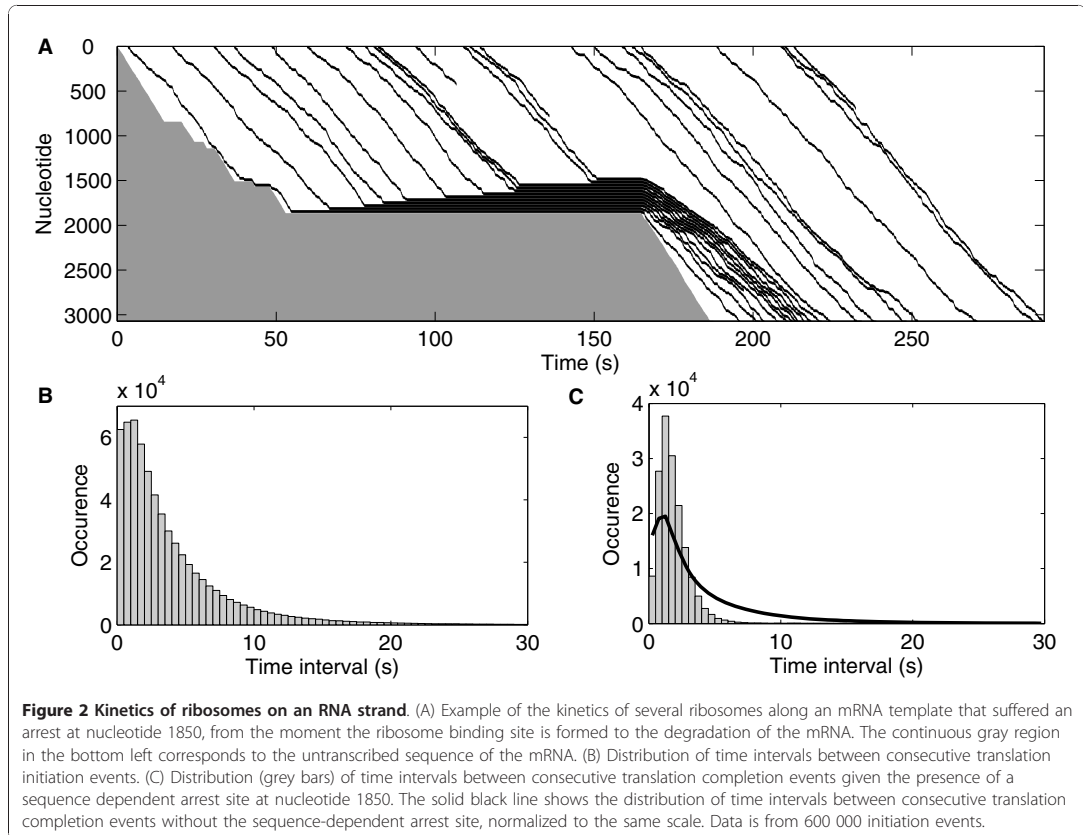 A
0
500
1000
1500
2000
2500
3000
Nucleotide
0 50 100 150 200 250
Time (s)
B
x 10^4
6
4
2
0
Occurence
0 10 20 30
Time interval (s)
C
x 10^4
4
3
2
1
0
Occurence
0 10 20 30
Time interval (s)
Figure 2 Kinetics of ribosomes on an RNA strand. (A) Example of the kinetics of several ribosomes along an mRNA template that suffered an
arrest at nucleotide 1850, from the moment the ribosome binding site is formed to the degradation of the mRNA. The continuous gray region
in the bottom left corresponds to the untranscribed sequence of the mRNA. (B) Distribution of time intervals between consecutive translation
initiation events. (C) Distribution (grey bars) of time intervals between consecutive translation completion events given the presence of a
sequence dependent arrest site at nucleotide 1850. The solid black line shows the distribution of time intervals between consecutive translation
completion events without the sequence-dependent arrest site, normalized to the same scale. Data is from 600 000 initiation events.